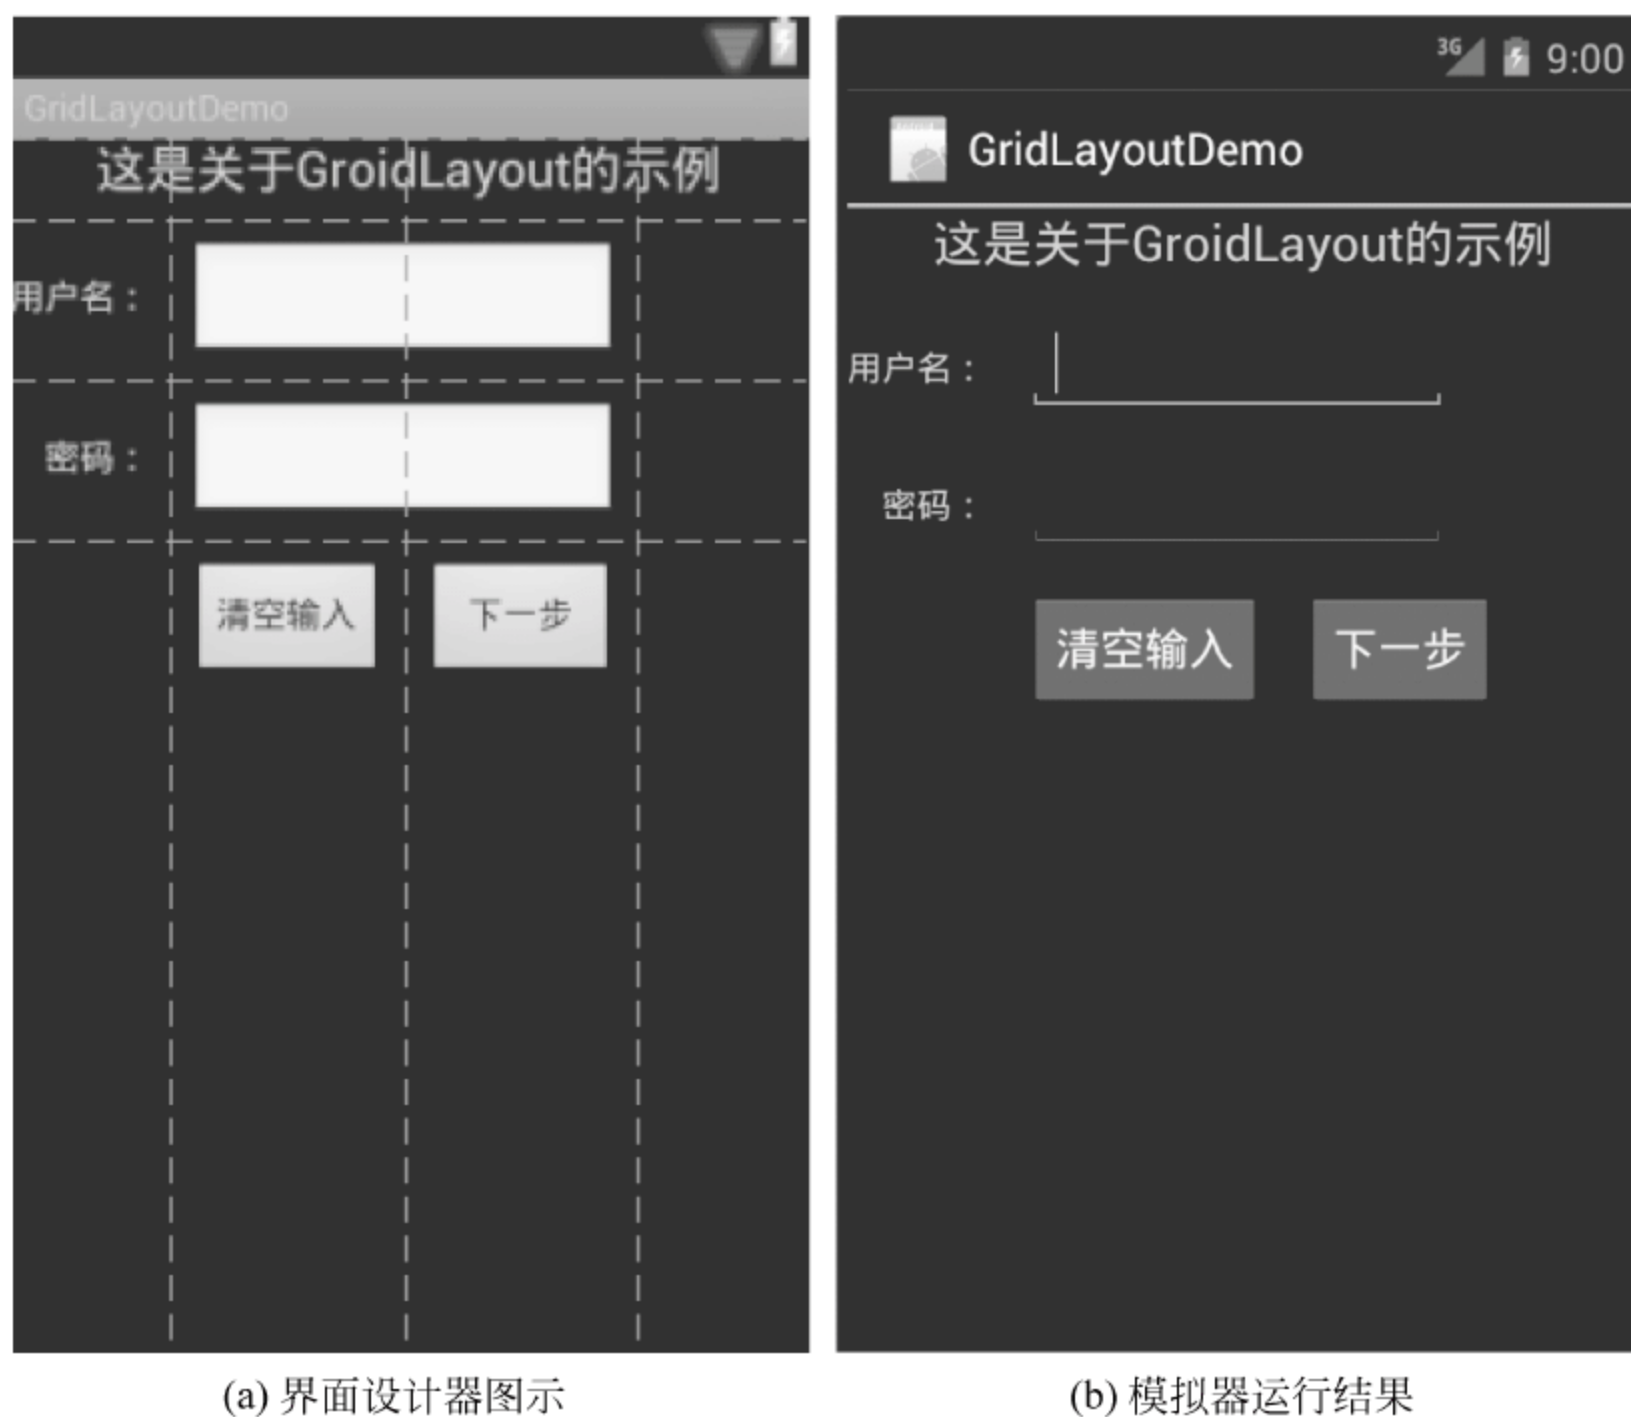 GridLayoutDemo
这是关于GroidLayout的示例
用户名：
密码：
清空输入 下一步
(a) 界面设计器图示
3G 9:00
GridLayoutDemo
这是关于GroidLayout的示例
用户名：
密码：
清空输入 下一步
(b) 模拟器运行结果